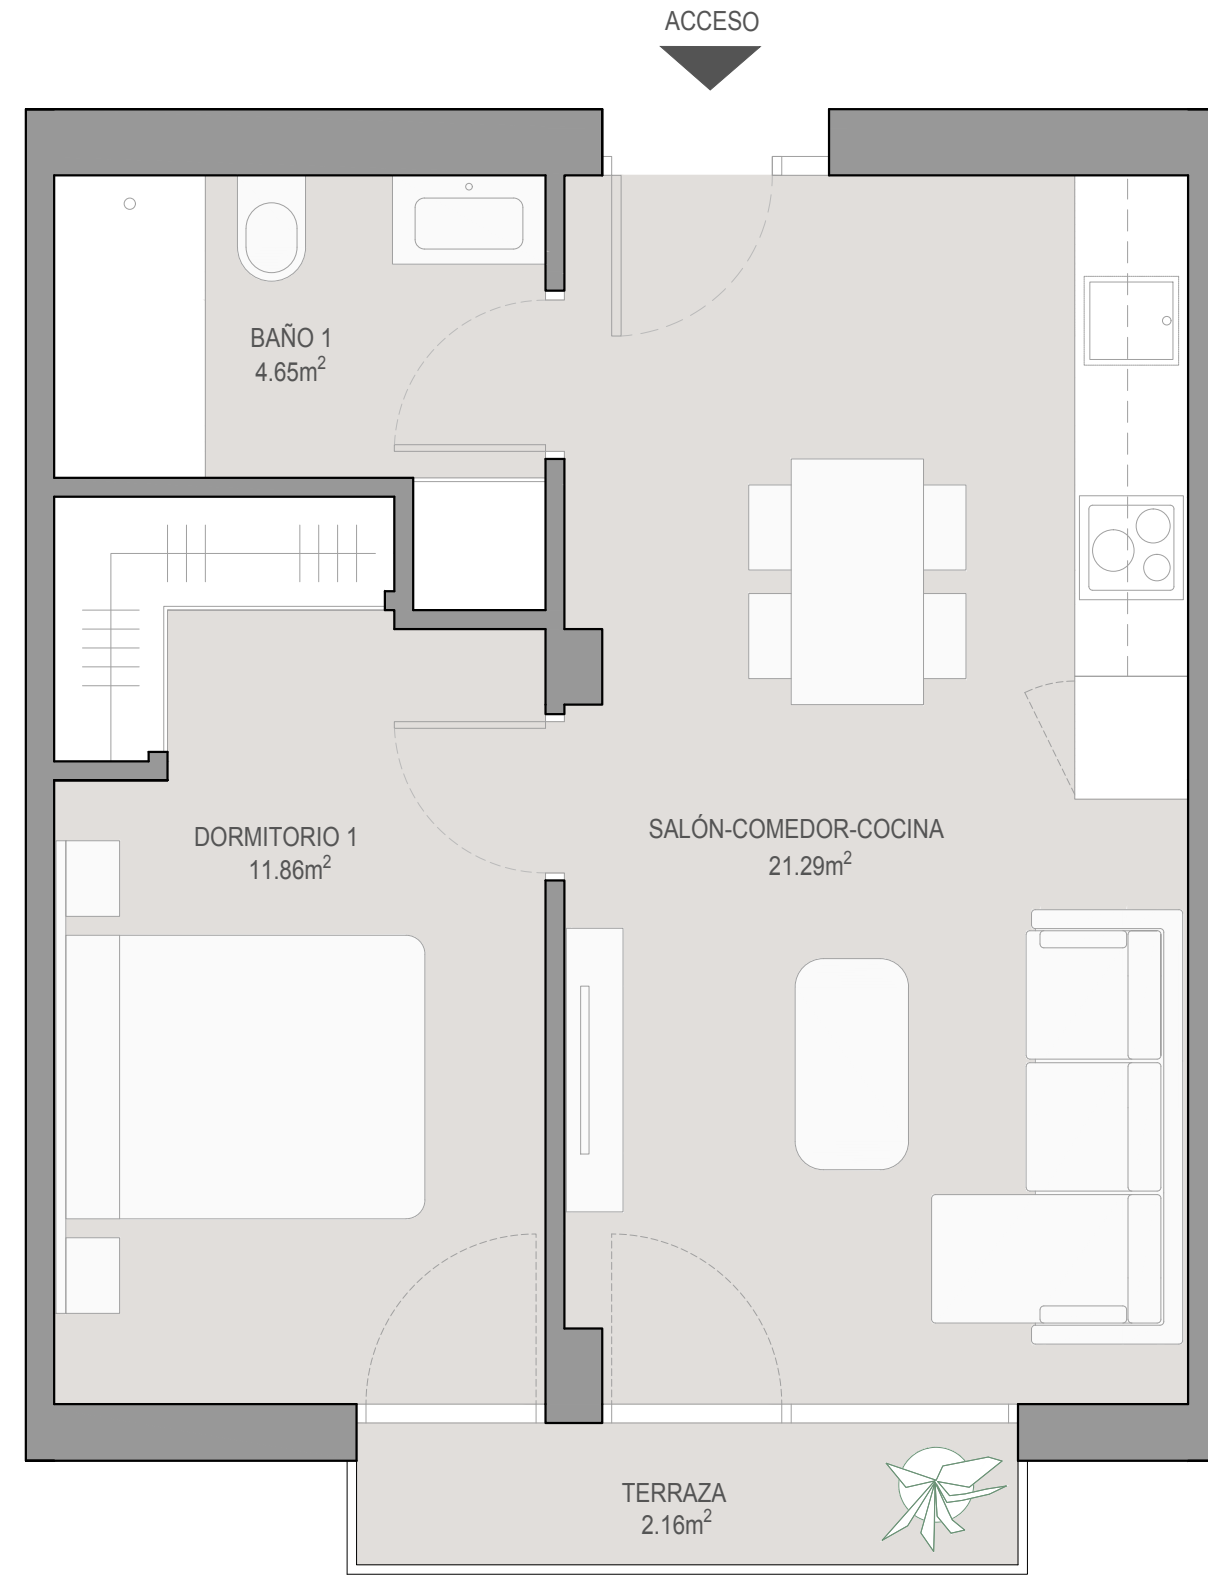 ACCESO
BAÑO 1
4.65m²
DORMITORIO 1
11.86m²
SALÓN-COMEDOR-COCINA
21.29m²
TERRAZA
2.16m²